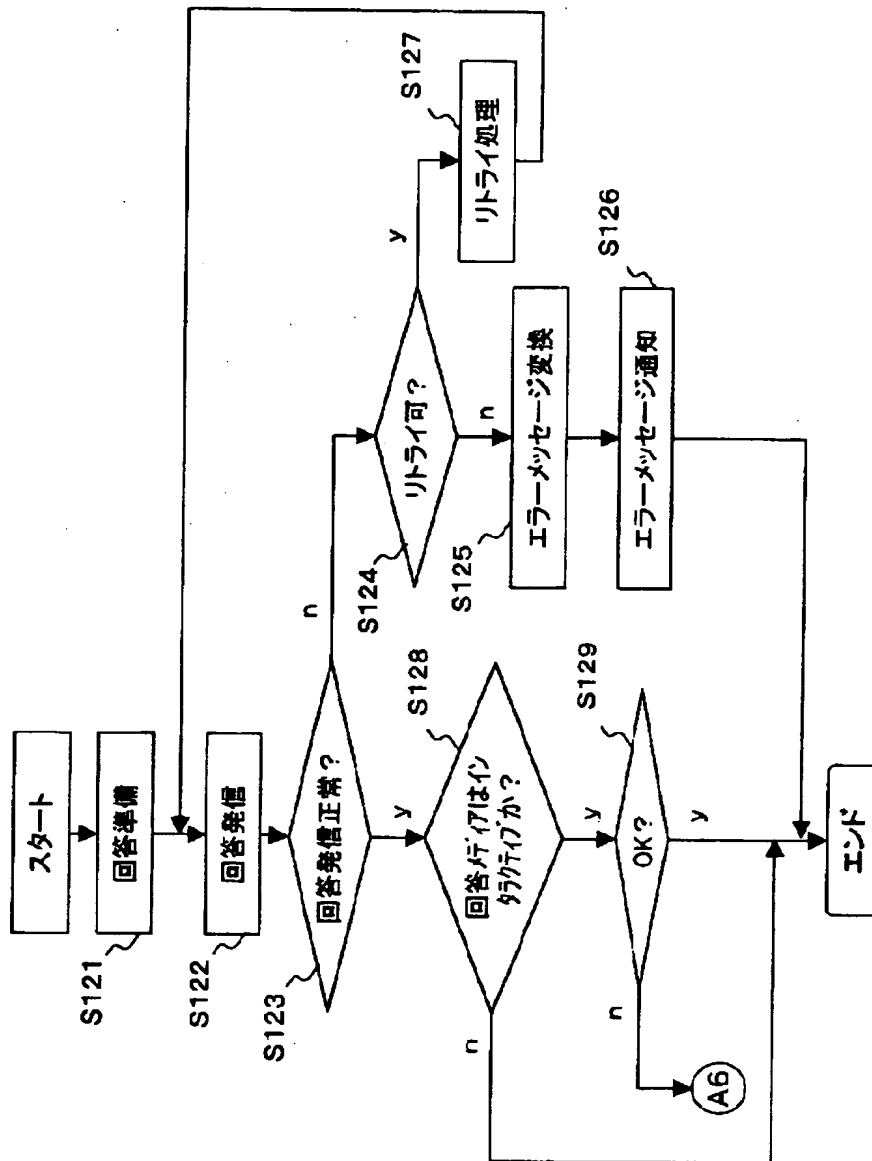 スタート
S121
回答準備
S122
回答発信
S123
回答発信正常?
n
y
S124
リトライ可?
y
n
S127
リトライ処理
S125
エラーメッセージ変換
S126
エラーメッセージ通知
S128
回答メディアはイン
タラクティブか?
n
y
S129
OK?
n
y
A6
エンド